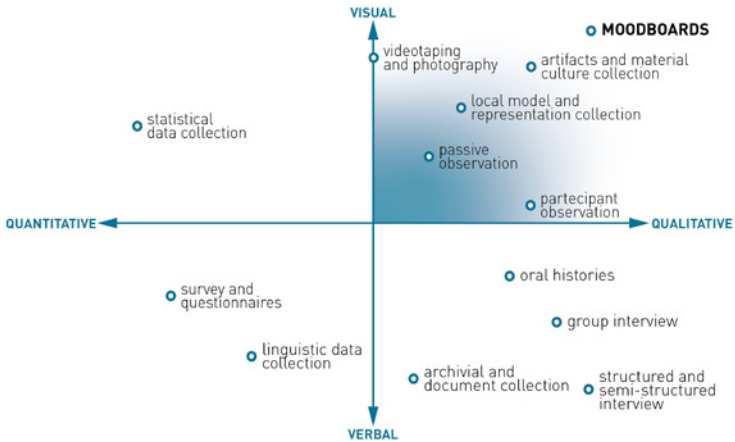 VISUAL
MOODBOARDS
videotaping
and photography
artifacts and material
culture collection
local model and
representation collection
statistical
data collection
passive
observation
partecipant
observation
QUANTITATIVE
QUALITATIVE
oral histories
survey and
questionnaires
group interview
linguistic data
collection
archivial and
document collection
structured and
semi-structured
interview
VERBAL